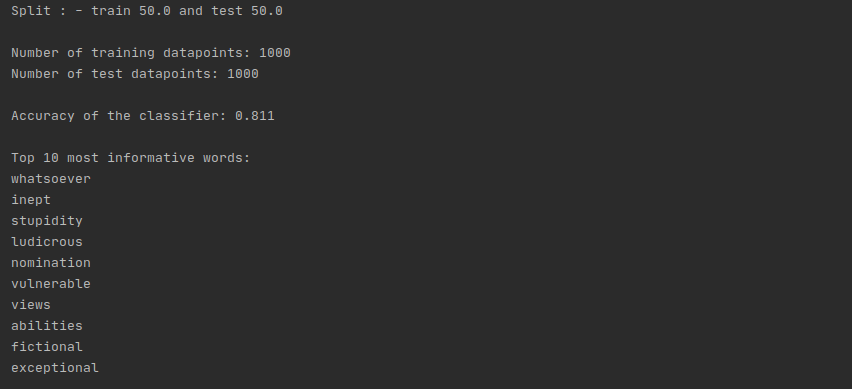 Split : - train 50.0 and test 50.0
Number of training datapoints: 1000
Number of test datapoints: 1000
Accuracy of the classifier: 0.811
Top 10 most informative words:
whatsoever
inept
stupidity
ludicrous
nomination
vulnerable
views
abilities
fictional
exceptional